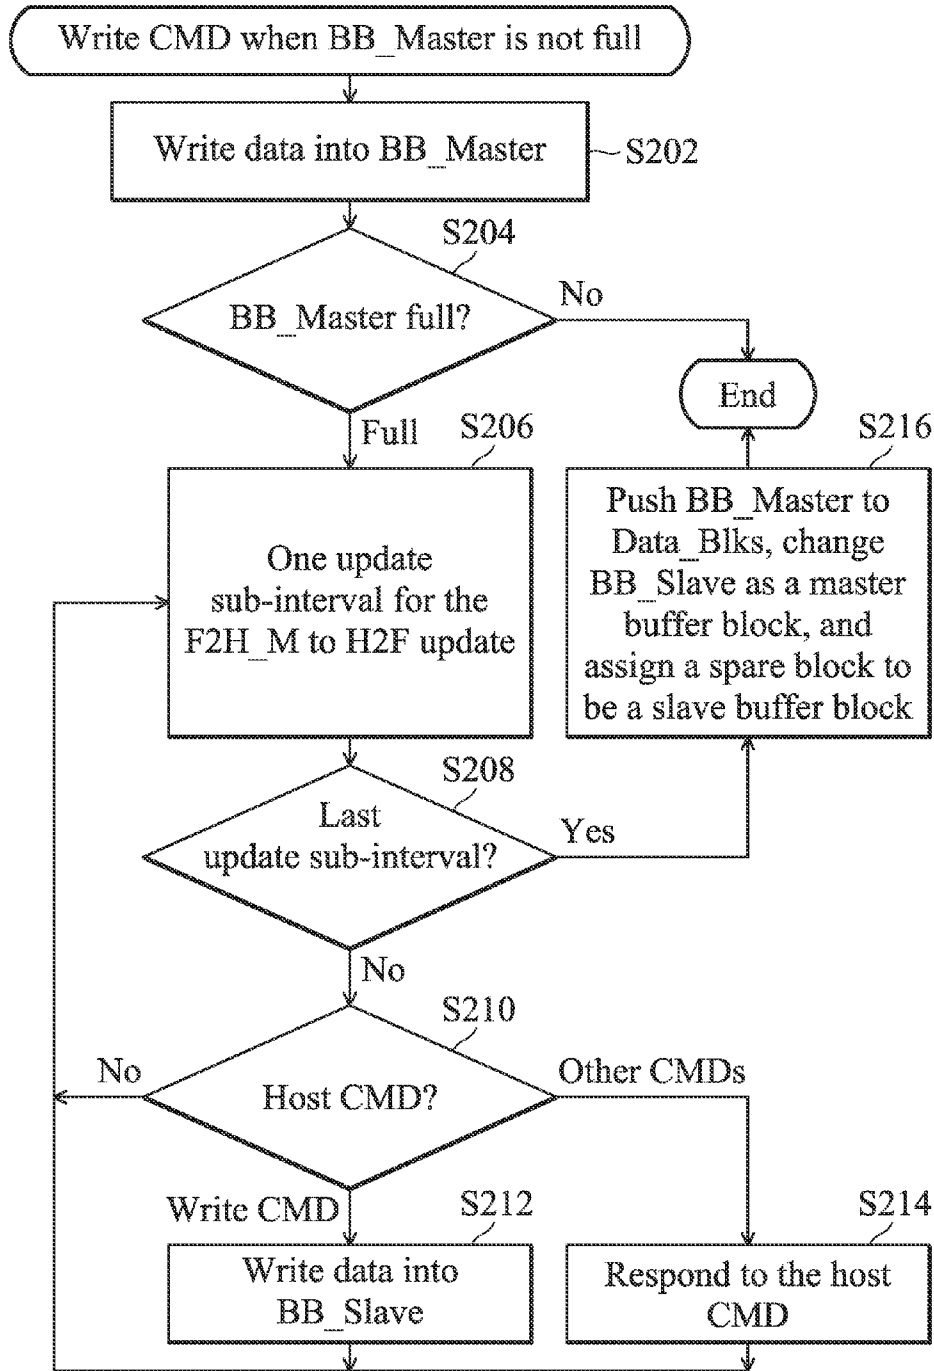 Write CMD when BB_Master is not full
Write data into BB_Master
S202
S204
BB_Master full?
No
End
Full
S206
S216
One update
sub-interval for the
F2H_M to H2F update
Push BB_Master to
Data_Blks, change
BB_Slave as a master
buffer block, and
assign a spare block to
be a slave buffer block
S208
Last
update sub-interval?
Yes
No
S210
No
Host CMD?
Other CMDs
Write CMD
S212
S214
Write data into
BB_Slave
Respond to the host
CMD